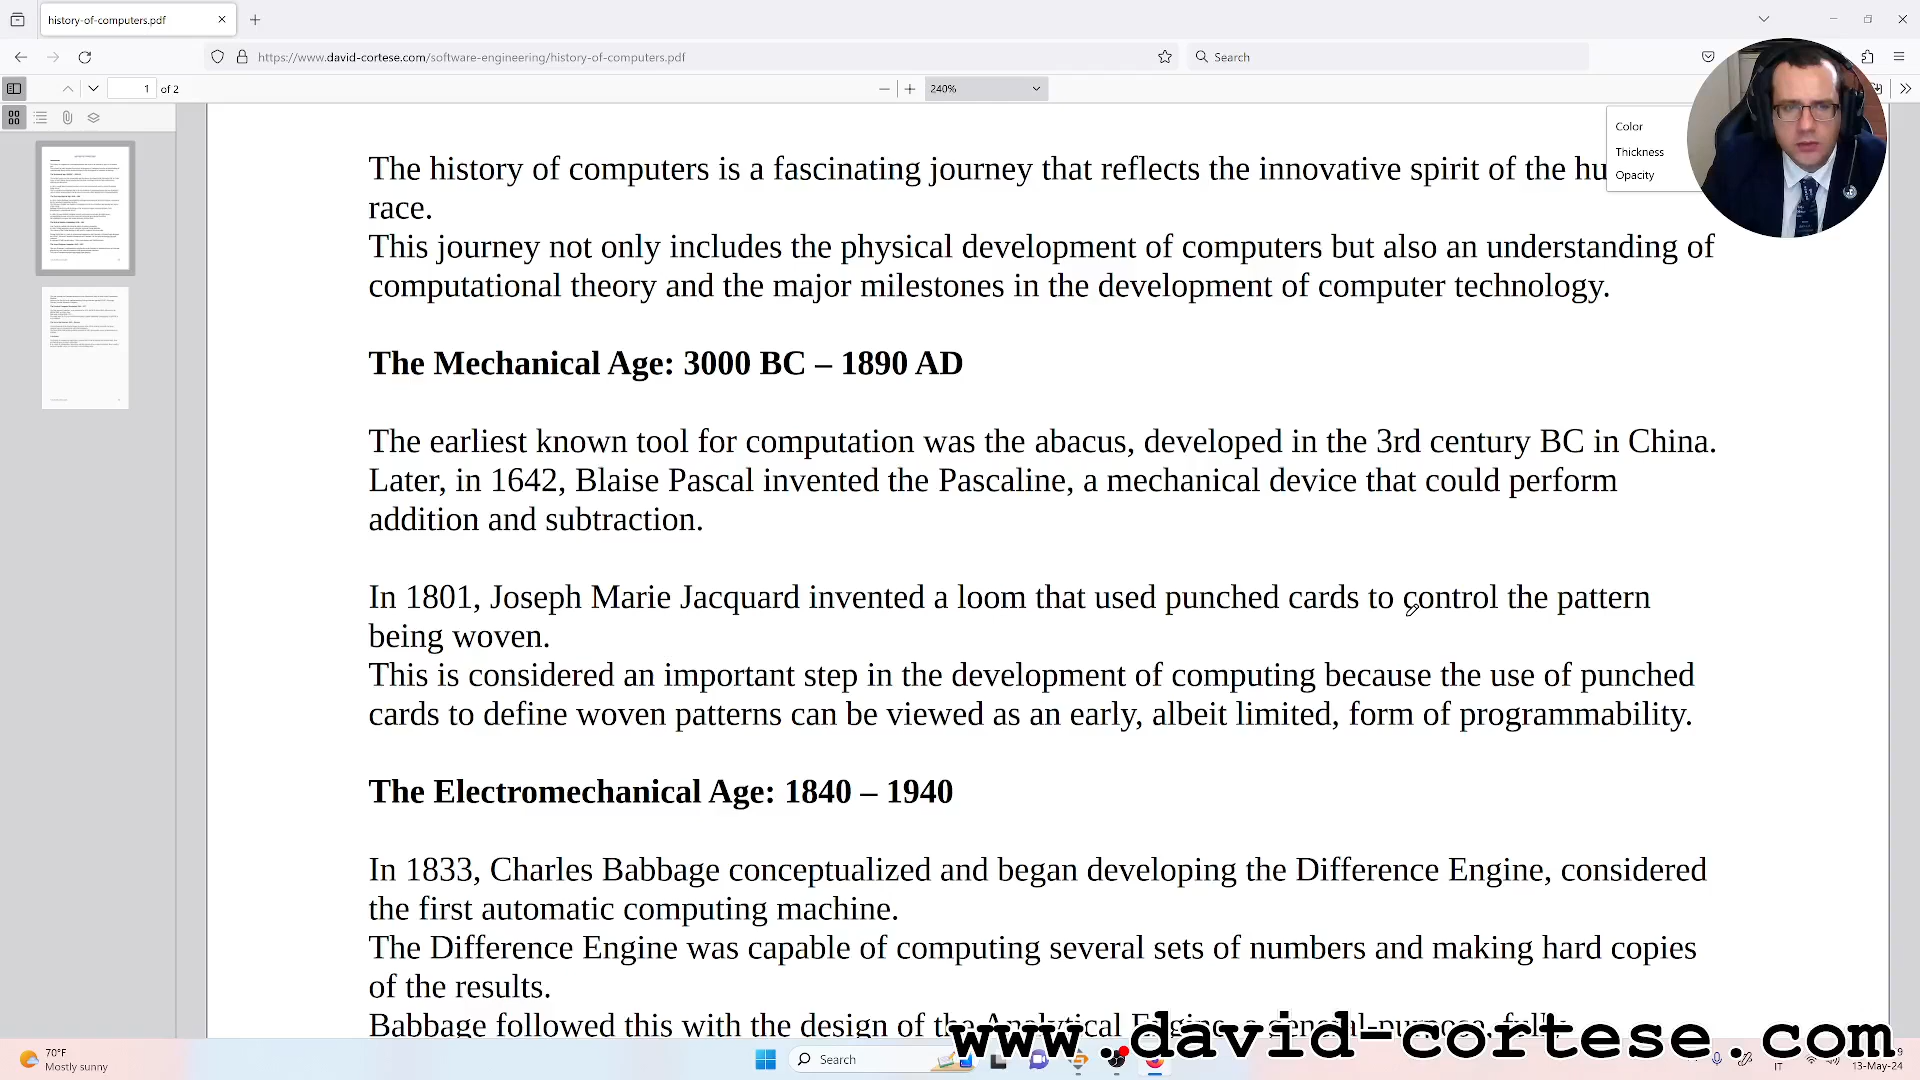 history-of-computers.pdf
https://www.david-cortese.com/software-engineering/history-of-computers.pdf
Search
1 of 2
240%
Color
Thickness
Opacity
The history of computers is a fascinating journey that reflects the innovative spirit of the
race.
This journey not only includes the physical development of computers but also an understanding of
computational theory and the major milestones in the development of computer technology.
The Mechanical Age: 3000 BC – 1890 AD
The earliest known tool for computation was the abacus, developed in the 3rd century BC in China.
Later, in 1642, Blaise Pascal invented the Pascaline, a mechanical device that could perform
addition and subtraction.
In 1801, Joseph Marie Jacquard invented a loom that used punched cards to control the pattern
being woven.
This is considered an important step in the development of computing because the use of punched
cards to define woven patterns can be viewed as an early, albeit limited, form of programmability.
The Electromechanical Age: 1840 – 1940
In 1833, Charles Babbage conceptualized and began developing the Difference Engine, considered
the first automatic computing machine.
The Difference Engine was capable of computing several sets of numbers and making hard copies
of the results.
Babbage followed this with the design of the Analytical Engine, a general-purpose, fully
www.david-cortese.com
70°F
Mostly sunny
Search
IT
13-May-24